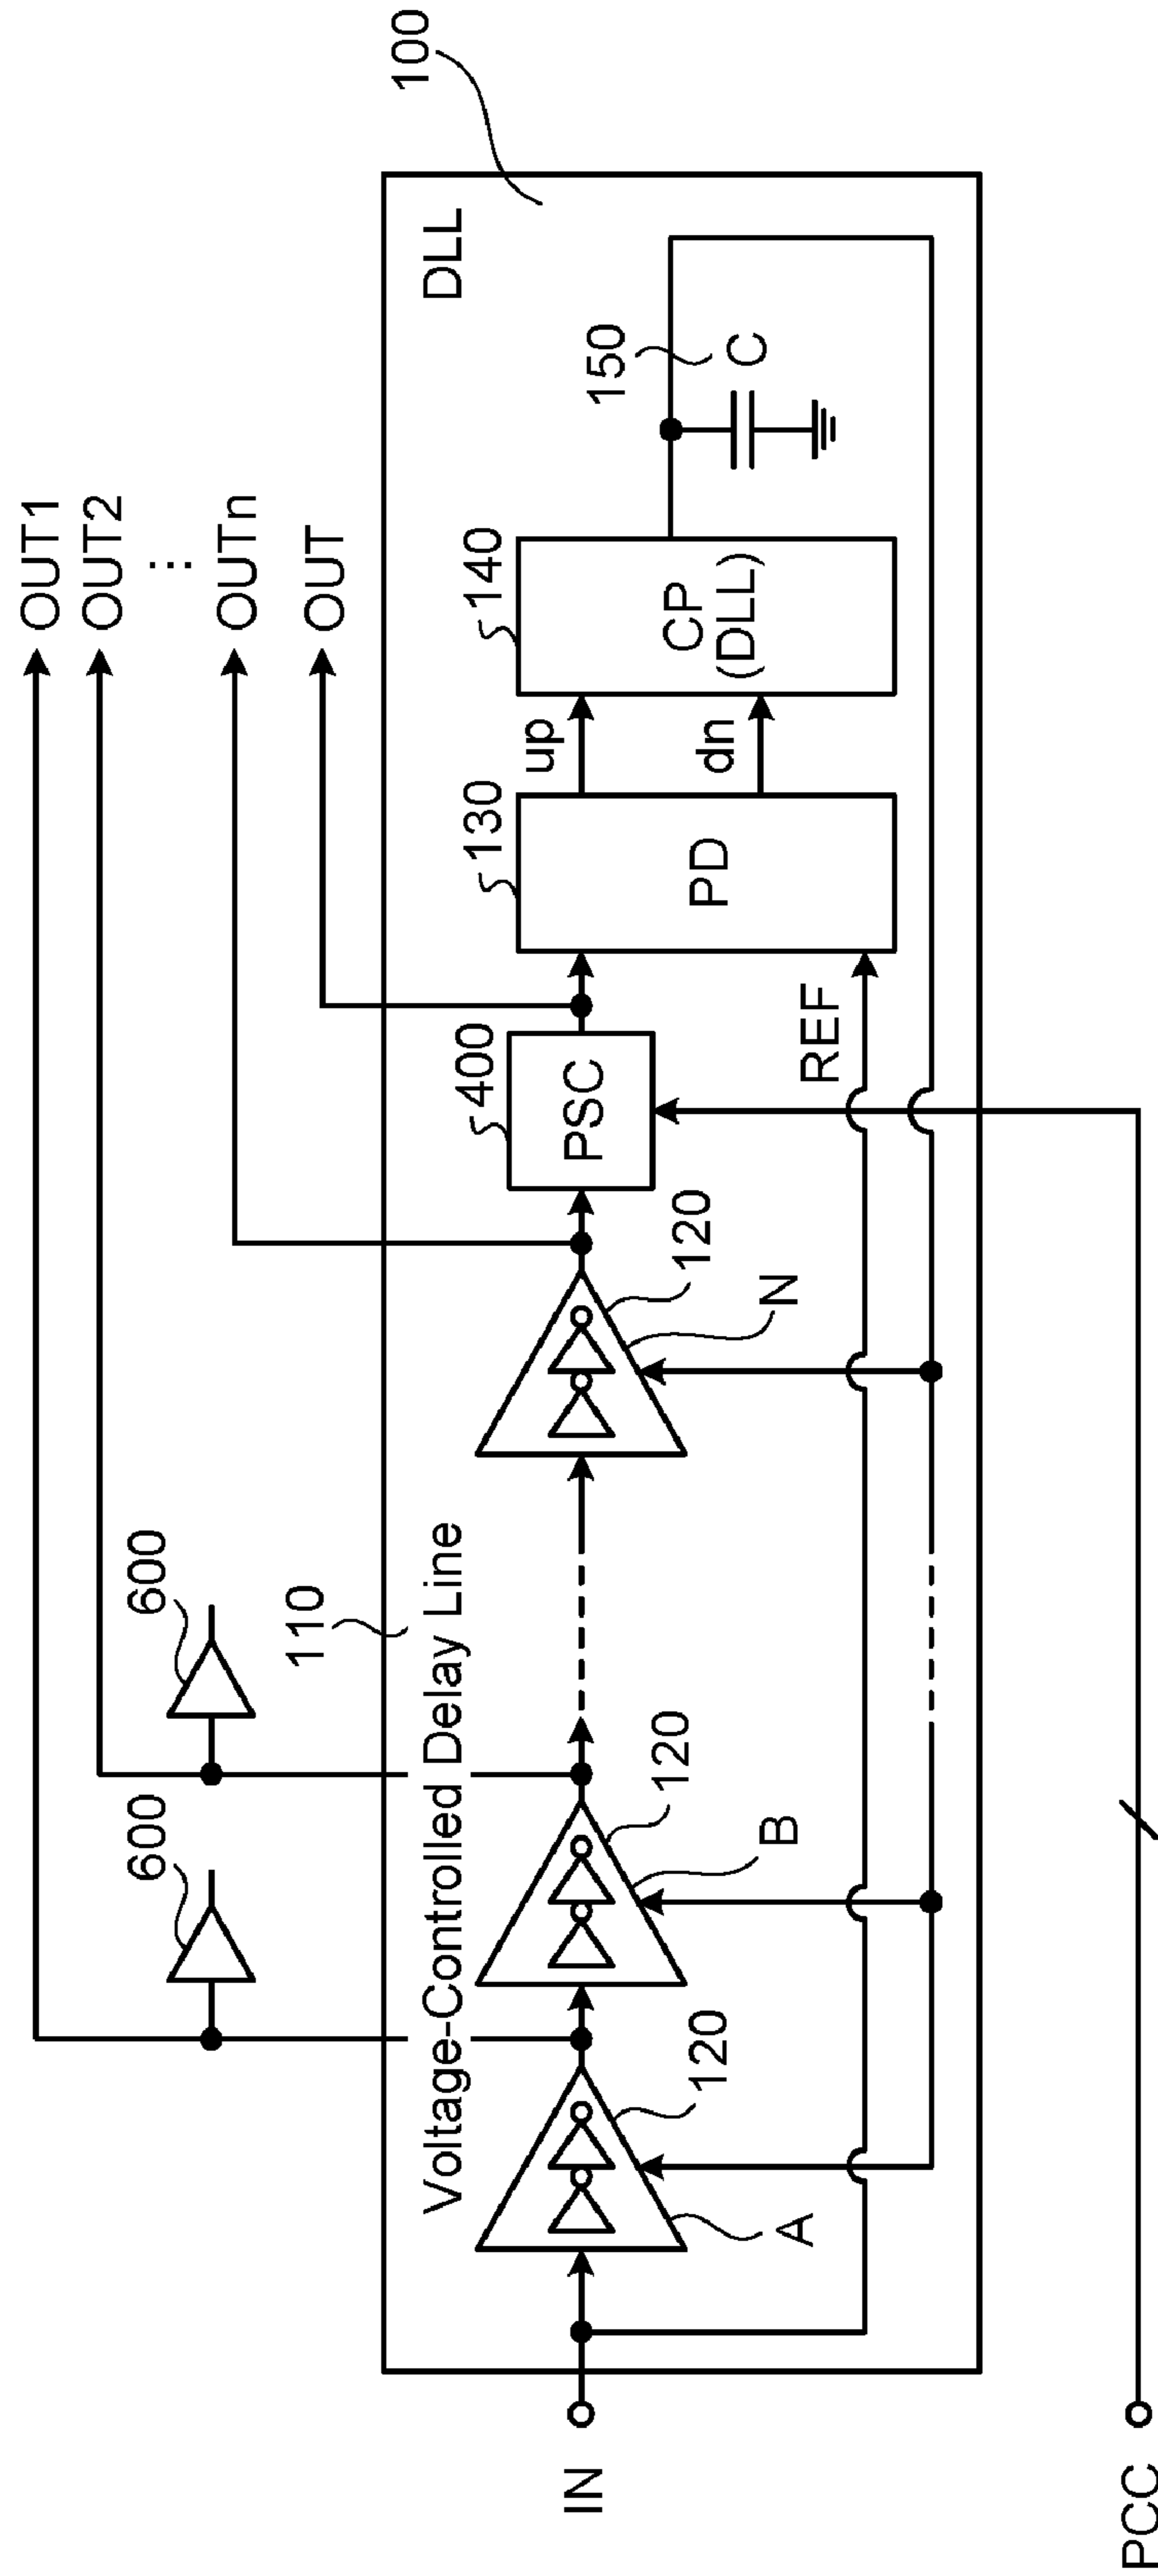 OUT1
OUT2
⋮
OUTn
OUT
100
DLL
600
600
110
Voltage-Controlled Delay Line
400
PSC
130
PD
up
dn
140
CP
(DLL)
150
C
120
120
120
A
B
N
REF
IN
PCC